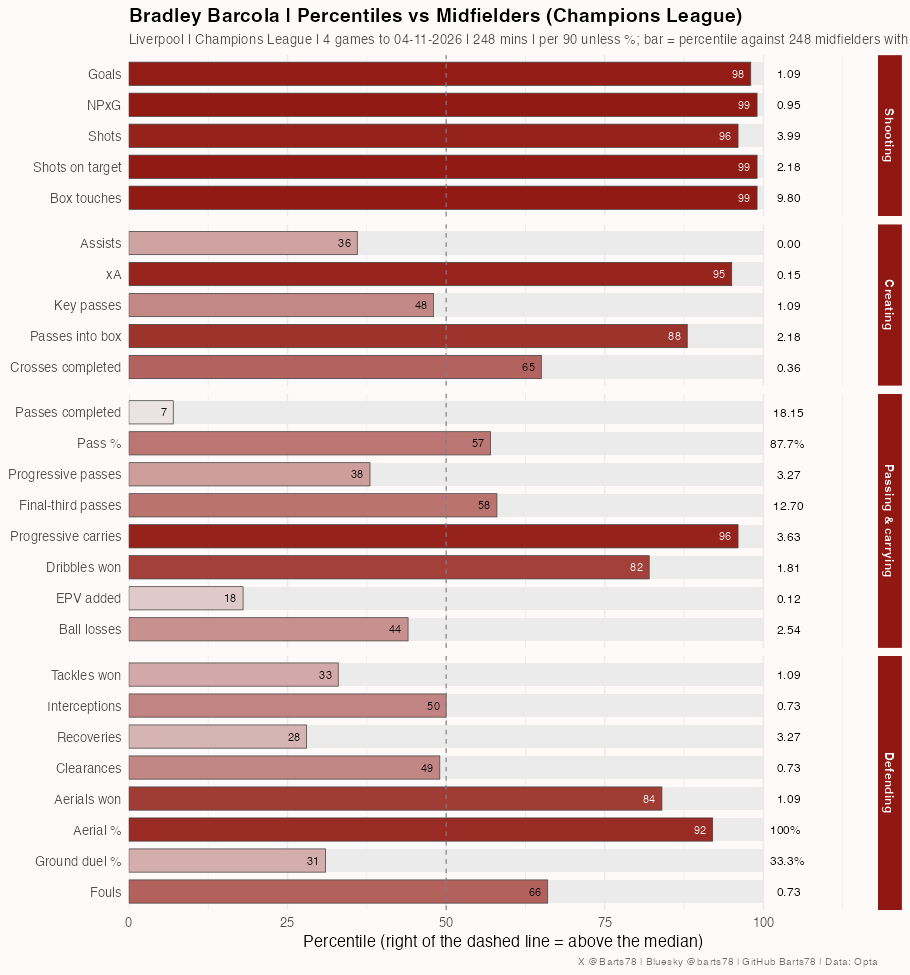 Bradley Barcola | Percentiles vs Midfielders (Champions League)
Liverpool | Champions League | 4 games to 04-11-2026 | 248 mins | per 90 unless %; bar = percentile against 248 midfielders with
Goals 98 1.09
NPxG 99 0.95
Shots 96 3.99
Shots on target 99 2.18
Box touches 99 9.80
Shooting
Assists 36 0.00
xA 95 0.15
Key passes 48 1.09
Passes into box 88 2.18
Crosses completed 65 0.36
Creating
Passes completed 7 18.15
Pass % 57 87.7%
Progressive passes 38 3.27
Final-third passes 58 12.70
Progressive carries 96 3.63
Dribbles won 82 1.81
EPV added 18 0.12
Ball losses 44 2.54
Passing & carrying
Tackles won 33 1.09
Interceptions 50 0.73
Recoveries 28 3.27
Clearances 49 0.73
Aerials won 84 1.09
Aerial % 92 100%
Ground duel % 31 33.3%
Fouls 66 0.73
Defending
0 25 50 75 100
Percentile (right of the dashed line = above the median)
X @Barts78 | Bluesky @barts78 | GitHub Barts78 | Data: Opta